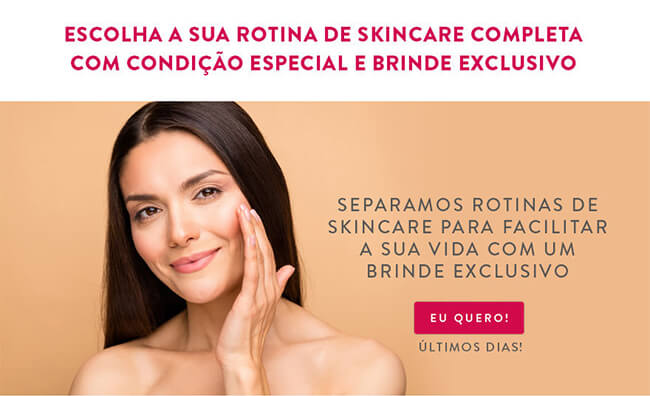 ESCOLHA A SUA ROTINA DE SKINCARE COMPLETA
COM CONDIÇÃO ESPECIAL E BRINDE EXCLUSIVO
SEPARAMOS ROTINAS DE
SKINCARE PARA FACILITAR
A SUA VIDA COM UM
BRINDE EXCLUSIVO
EU QUERO!
ÚLTIMOS DIAS!